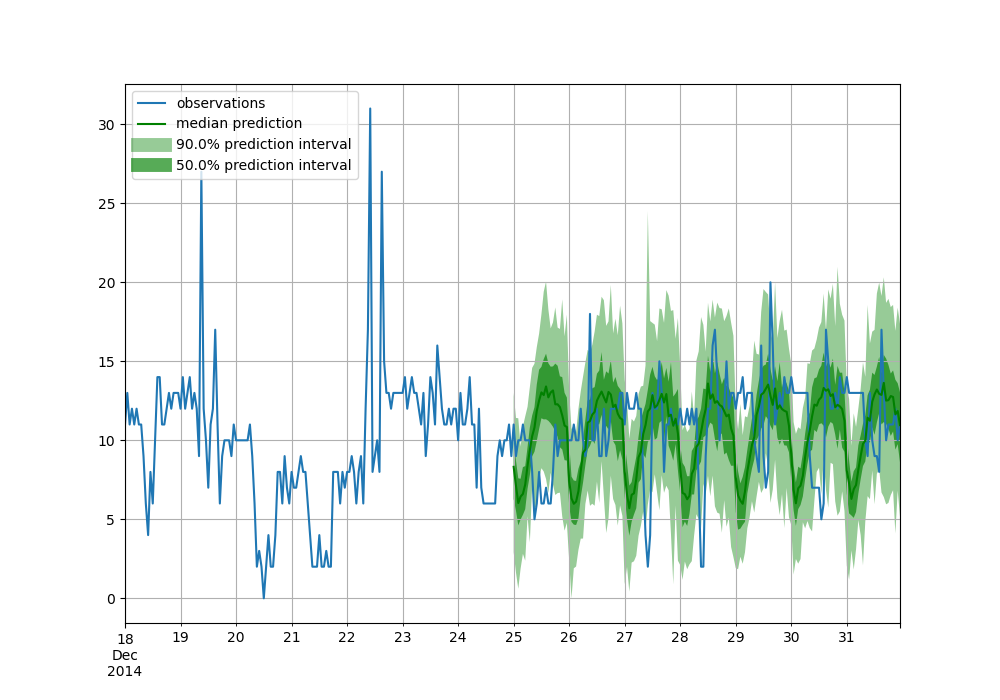 observations
median prediction
90.0% prediction interval
50.0% prediction interval
30
25
20
15
10
5
0
18 19 20 21 22 23 24 25 26 27 28 29 30 31
Dec
2014